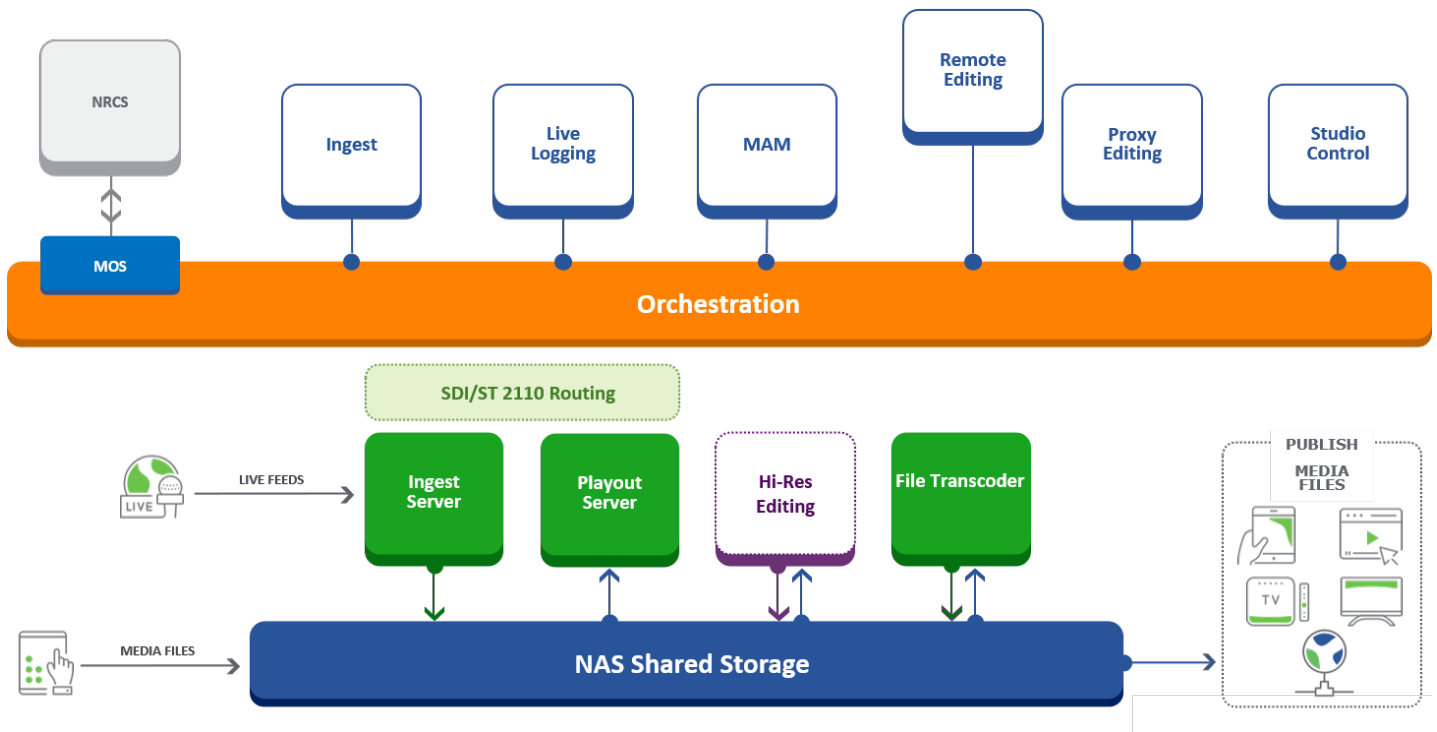 NRCS
Ingest
Live
Logging
MAM
Remote
Editing
Proxy
Editing
Studio
Control
MOS
Orchestration
SDI/ST 2110 Routing
LIVE
LIVE FEEDS
Ingest
Server
Playout
Server
Hi-Res
Editing
File Transcoder
PUBLISH
MEDIA
FILES
TV
MEDIA FILES
NAS Shared Storage